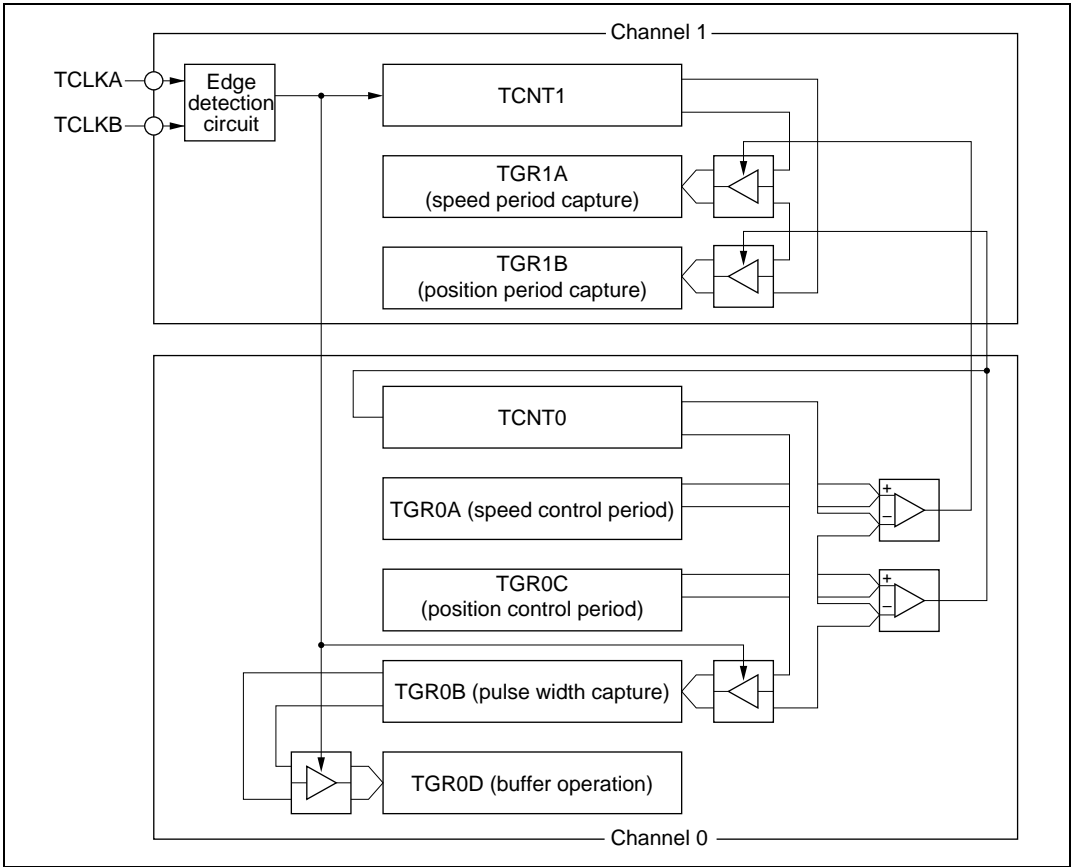 Channel 1
TCLKA
TCLKB
Edge
detection
circuit
TCNT1
TGR1A
(speed period capture)
TGR1B
(position period capture)
TCNT0
TGR0A (speed control period)
+
−
TGR0C
(position control period)
+
−
TGR0B (pulse width capture)
TGR0D (buffer operation)
Channel 0